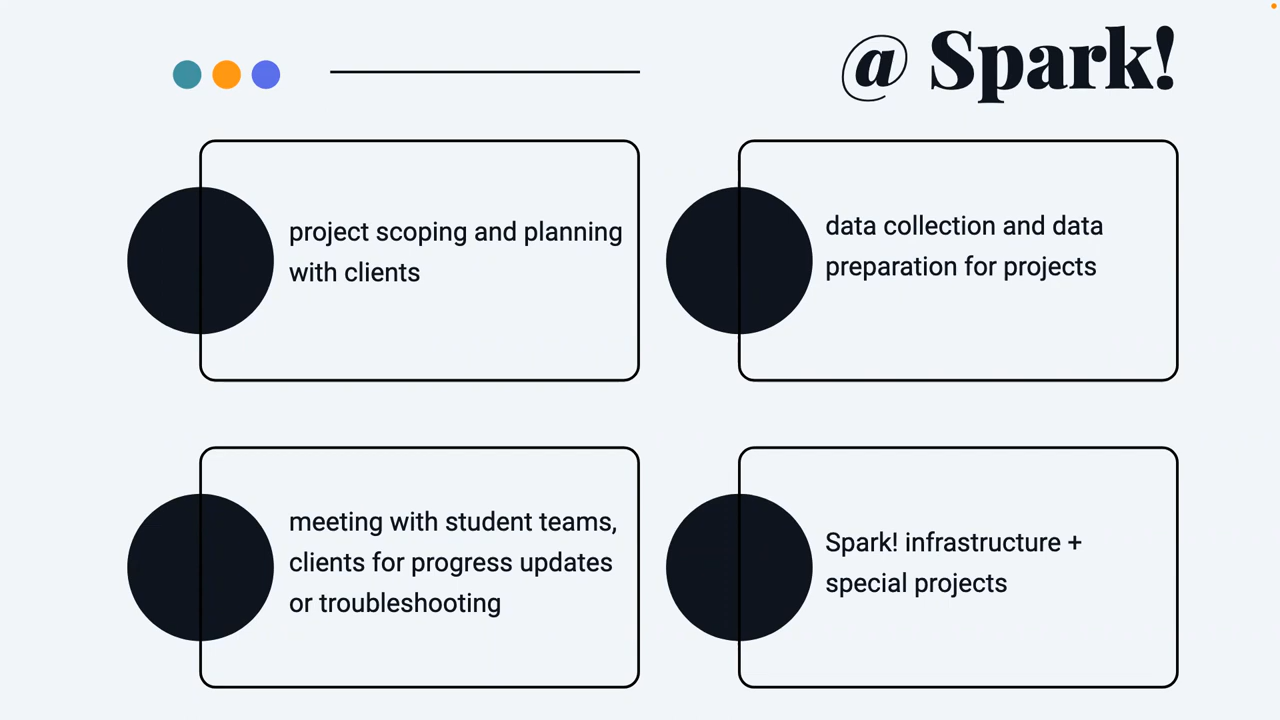 @ Spark!
project scoping and planning
with clients
data collection and data
preparation for projects
meeting with student teams,
clients for progress updates
or troubleshooting
Spark! infrastructure +
special projects